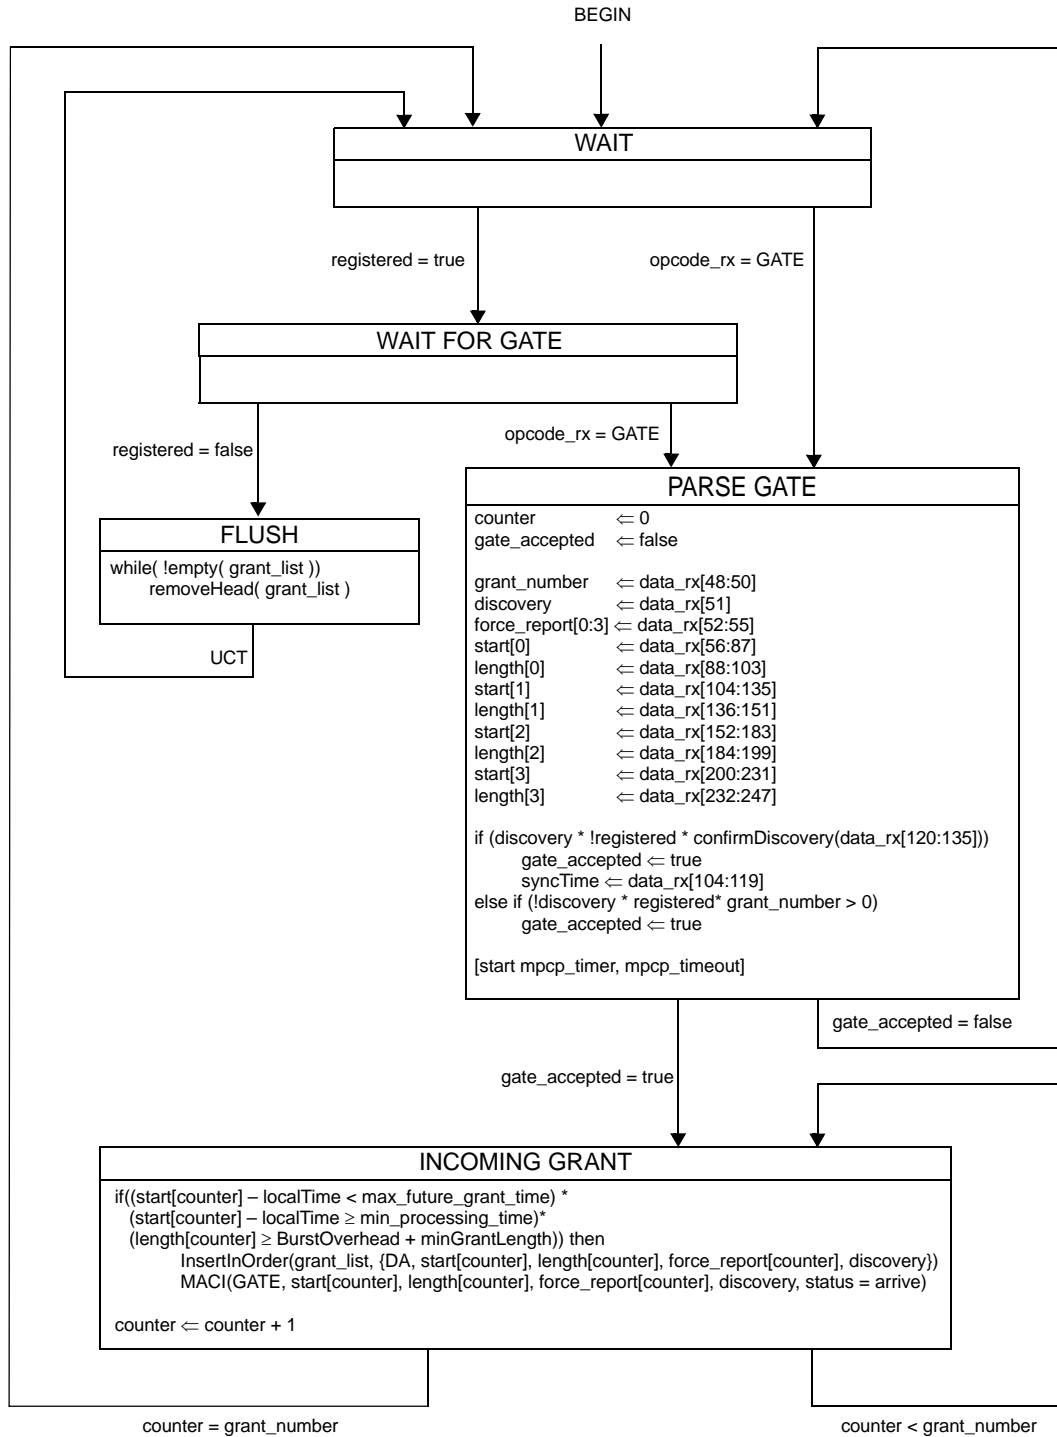 BEGIN
WAIT
registered = true
opcode_rx = GATE
WAIT FOR GATE
registered = false
opcode_rx = GATE
FLUSH
while( !empty( grant_list ))
removeHead( grant_list )
UCT
PARSE GATE
counter ⇐ 0
gate_accepted ⇐ false
grant_number ⇐ data_rx[48:50]
discovery ⇐ data_rx[51]
force_report[0:3] ⇐ data_rx[52:55]
start[0] ⇐ data_rx[56:87]
length[0] ⇐ data_rx[88:103]
start[1] ⇐ data_rx[104:135]
length[1] ⇐ data_rx[136:151]
start[2] ⇐ data_rx[152:183]
length[2] ⇐ data_rx[184:199]
start[3] ⇐ data_rx[200:231]
length[3] ⇐ data_rx[232:247]
if (discovery * !registered * confirmDiscovery(data_rx[120:135]))
gate_accepted ⇐ true
syncTime ⇐ data_rx[104:119]
else if (!discovery * registered* grant_number > 0)
gate_accepted ⇐ true
[start mpcp_timer, mpcp_timeout]
gate_accepted = false
gate_accepted = true
INCOMING GRANT
if((start[counter] – localTime < max_future_grant_time) *
(start[counter] – localTime ≥ min_processing_time)*
(length[counter] ≥ BurstOverhead + minGrantLength)) then
InsertInOrder(grant_list, {DA, start[counter], length[counter], force_report[counter], discovery})
MACI(GATE, start[counter], length[counter], force_report[counter], discovery, status = arrive)
counter ⇐ counter + 1
counter = grant_number
counter < grant_number